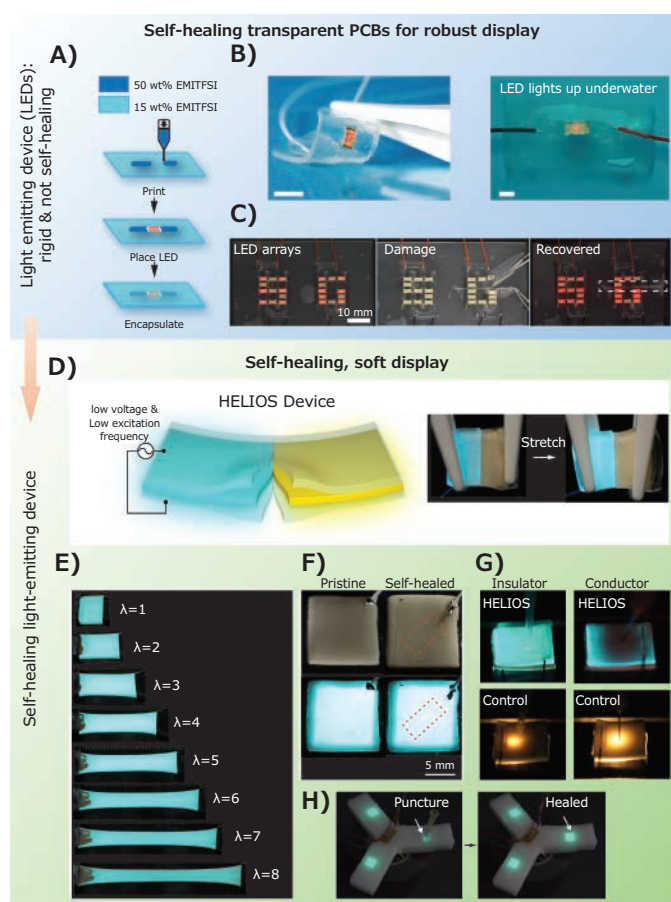 Self-healing transparent PCBs for robust display
Light emitting device (LEDs):
rigid & not self-healing
A)
50 wt% EMITFSI
15 wt% EMITFSI
Print
Place LED
Encapsulate
B)
LED lights up underwater
C)
LED arrays
10 mm
Damage
Recovered
Self-healing, soft display
Self-healing light-emitting device
D)
HELIOS Device
low voltage &
Low excitation
frequency
Stretch
E)
λ=1
λ=2
λ=3
λ=4
λ=5
λ=6
λ=7
λ=8
F)
Pristine
Self-healed
5 mm
G)
Insulator
Conductor
HELIOS
HELIOS
Control
Control
H)
Puncture
Healed